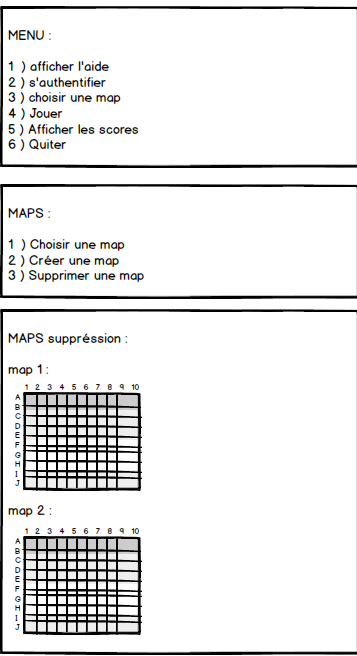 MENU :
1 ) afficher l'aide
2 ) s'authentifier
3 ) choisir une map
4 ) Jouer
5 ) Afficher les scores
6 ) Quiter
MAPS :
1 ) Choisir une map
2 ) Créer une map
3 ) Supprimer une map
MAPS suppréssion :
map 1 :
1 2 3 4 5 6 7 8 9 10
A
B
C
D
E
F
G
H
I
J
map 2 :
1 2 3 4 5 6 7 8 9 10
A
B
C
D
E
F
G
H
I
J